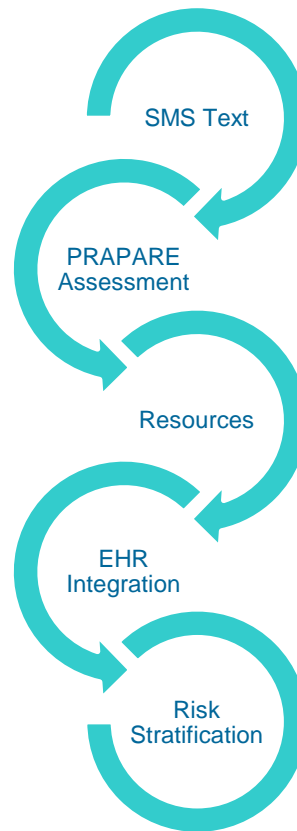 SMS Text
PRAPARE
Assessment
Resources
EHR
Integration
Risk
Stratification